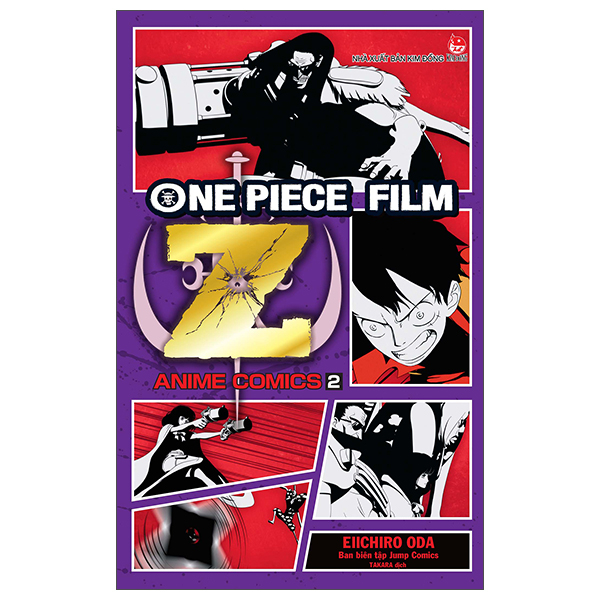 NHÀ XUẤT BẢN KIM ĐỒNG
ONE PIECE FILM
Z
ANIME COMICS 2
EIICHIRO ODA
Ban biên tập Jump Comics
TAKARA dịch